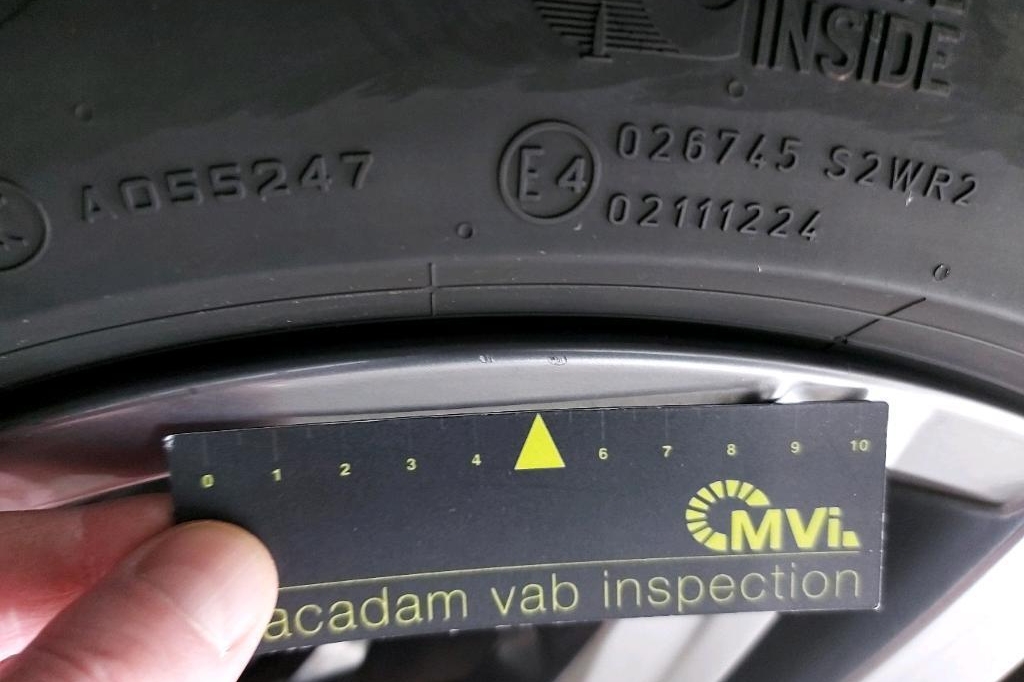 INSIDE
A055247
E4
026745 S2WR2
02111224
0 1 2 3 4 6 7 8 9 10
MVi.
acadam vab inspection